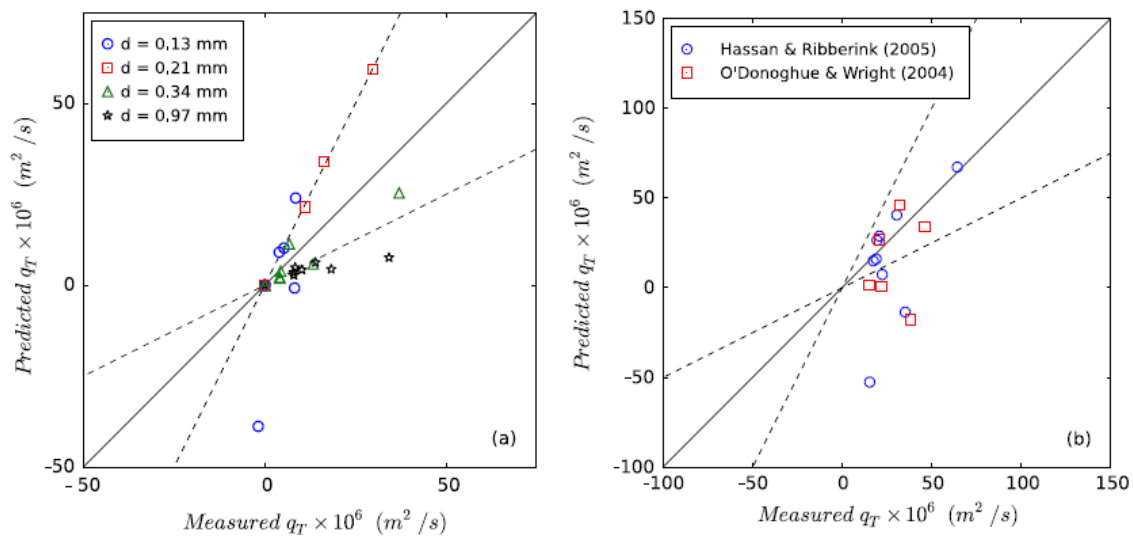 d = 0,13 mm
d = 0,21 mm
d = 0.34 mm
d = 0,97 mm
50
0
−50
−50
0
50
Predicted q_T × 10^6 (m^2 /s)
Measured q_T × 10^6 (m^2 /s)
(a)
Hassan & Ribberink (2005)
O'Donoghue & Wright (2004)
150
100
50
0
−50
−100
−100
−50
0
50
100
150
Predicted q_T × 10^6 (m^2 /s)
Measured q_T × 10^6 (m^2 /s)
(b)